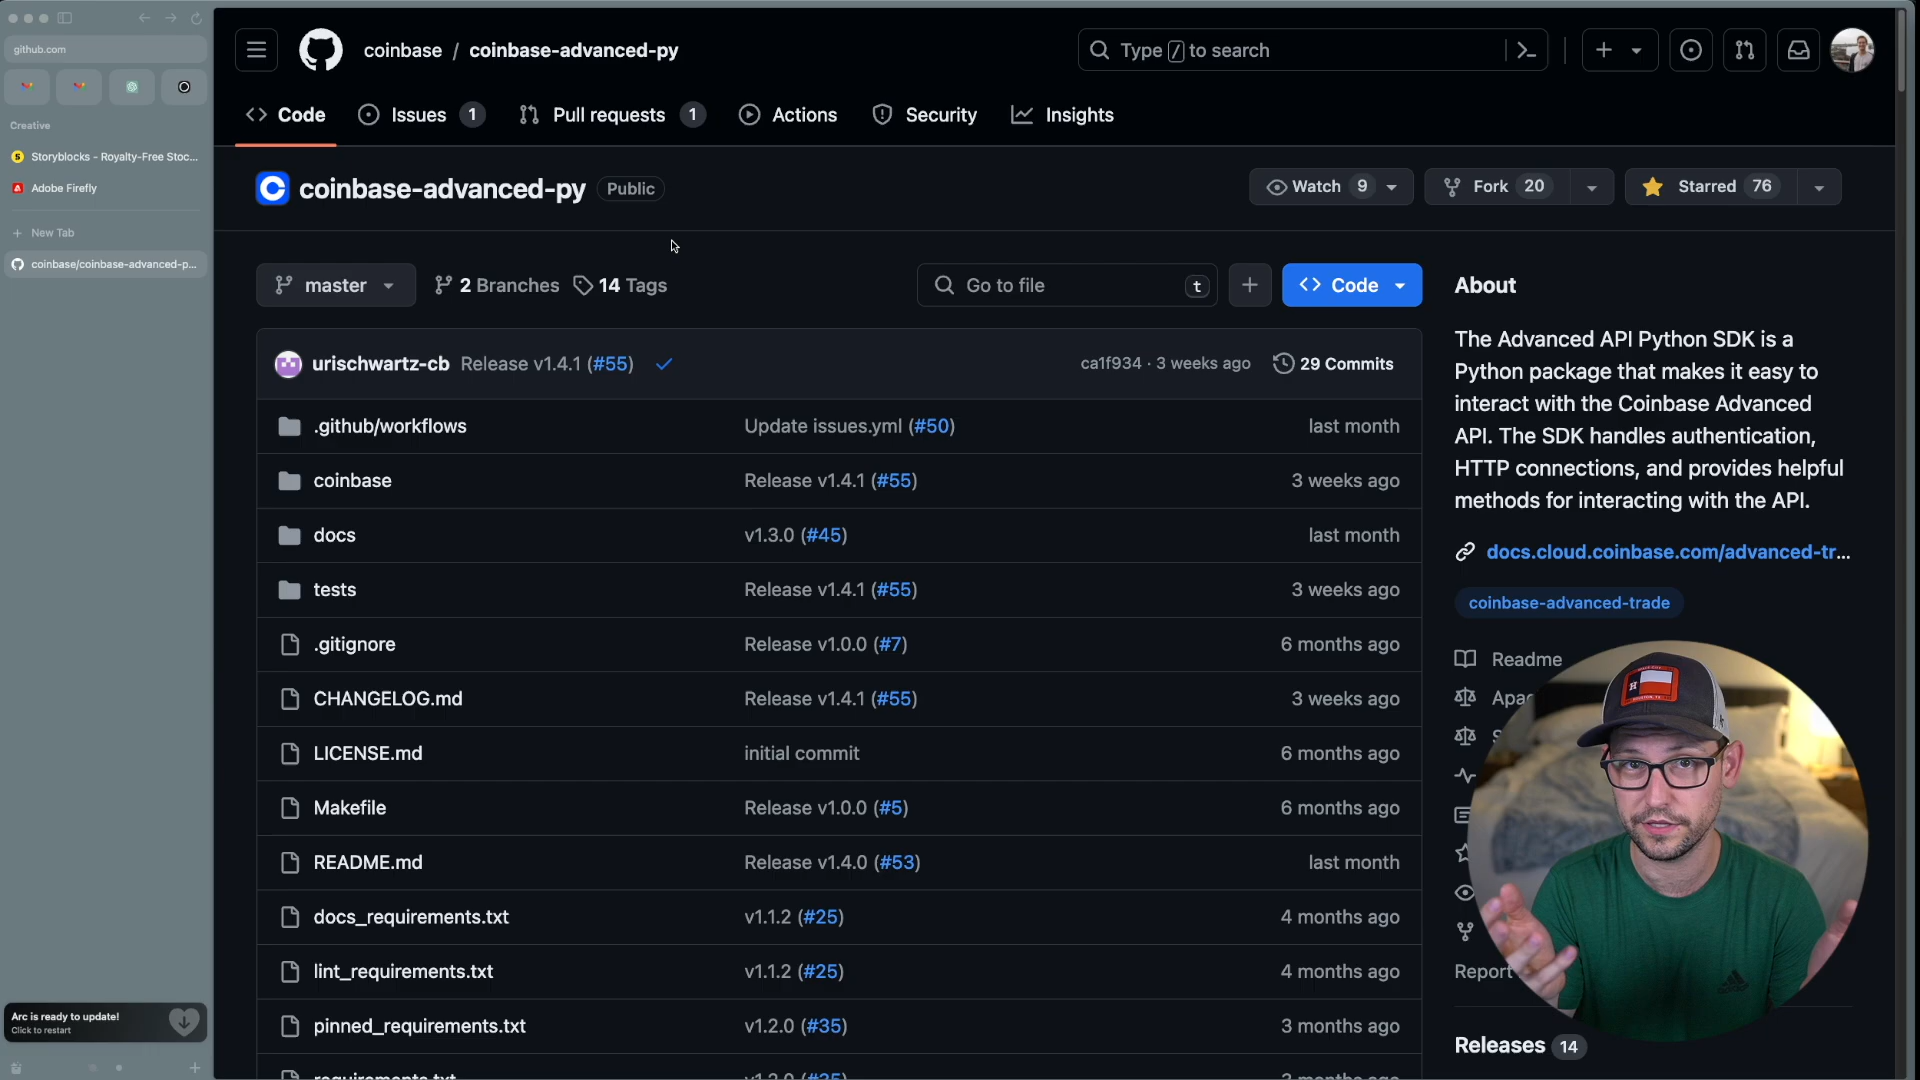 github.com
Creative
Storyblocks - Royalty-Free Stoc...
Adobe Firefly
+ New Tab
coinbase/coinbase-advanced-p...
Arc is ready to update!
Click to restart
coinbase / coinbase-advanced-py
Type / to search
Code
Issues 1
Pull requests 1
Actions
Security
Insights
coinbase-advanced-py Public
Watch 9
Fork 20
Starred 76
master
2 Branches
14 Tags
Go to file t
Code
urischwartz-cb Release v1.4.1 (#55) ca1f934 · 3 weeks ago 29 Commits
.github/workflows Update issues.yml (#50) last month
coinbase Release v1.4.1 (#55) 3 weeks ago
docs v1.3.0 (#45) last month
tests Release v1.4.1 (#55) 3 weeks ago
.gitignore Release v1.0.0 (#7) 6 months ago
CHANGELOG.md Release v1.4.1 (#55) 3 weeks ago
LICENSE.md initial commit 6 months ago
Makefile Release v1.0.0 (#5) 6 months ago
README.md Release v1.4.0 (#53) last month
docs_requirements.txt v1.1.2 (#25) 4 months ago
lint_requirements.txt v1.1.2 (#25) 4 months ago
pinned_requirements.txt v1.2.0 (#35) 3 months ago
requirements.txt v1.2.0 (#35) 3 months ago
About
The Advanced API Python SDK is a
Python package that makes it easy to
interact with the Coinbase Advanced
API. The SDK handles authentication,
HTTP connections, and provides helpful
methods for interacting with the API.
docs.cloud.coinbase.com/advanced-tr...
coinbase-advanced-trade
Readme
Report
Releases 14